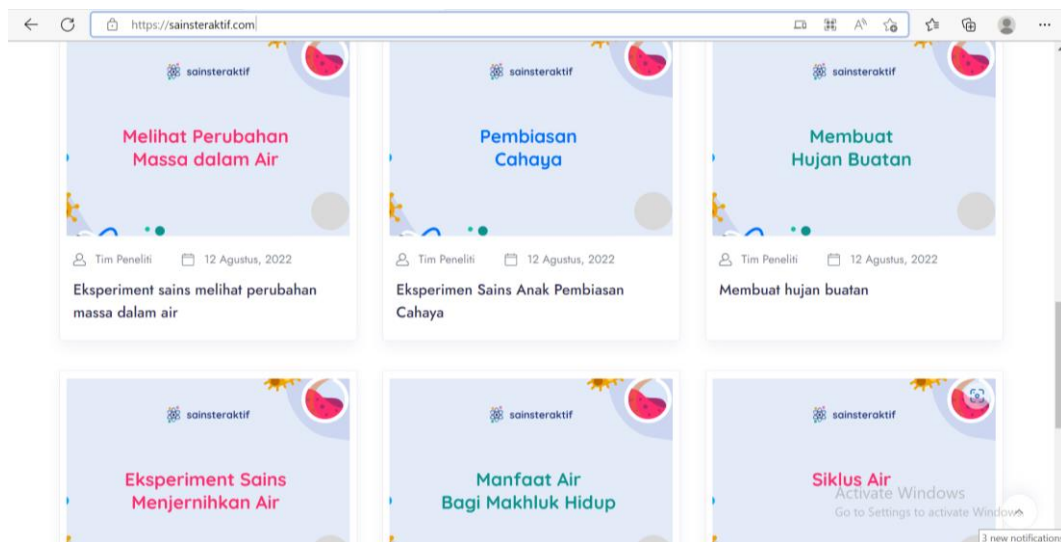 https://sainsteraktif.com
sainsteraktif
Melihat Perubahan
Massa dalam Air
Tim Peneliti 12 Agustus, 2022
Eksperiment sains melihat perubahan
massa dalam air
sainsteraktif
Pembiasan
Cahaya
Tim Peneliti 12 Agustus, 2022
Eksperimen Sains Anak Pembiasan
Cahaya
sainsteraktif
Membuat
Hujan Buatan
Tim Peneliti 12 Agustus, 2022
Membuat hujan buatan
sainsteraktif
Eksperiment Sains
Menjernihkan Air
sainsteraktif
Manfaat Air
Bagi Makhluk Hidup
sainsteraktif
Siklus Air
Activate Windows
Go to Settings to activate Windows.
3 new notification